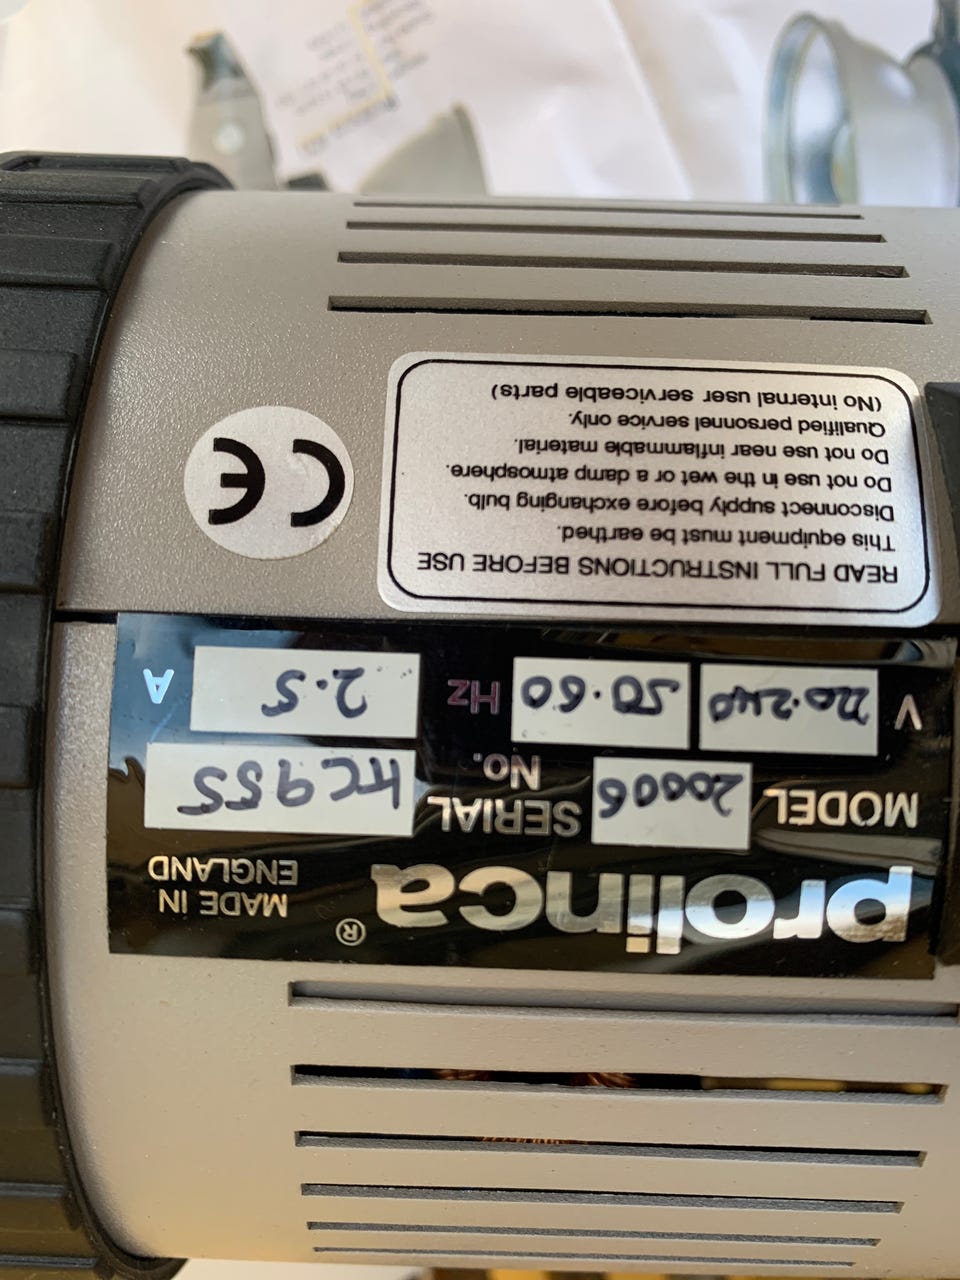 prolinca®
MADE IN
ENGLAND
MODEL 20006 SERIAL No. HC955
V 220·240 50·60 Hz 2·5 A
READ FULL INSTRUCTIONS BEFORE USE
This equipment must be earthed.
Disconnect supply before exchanging bulb.
Do not use in the wet or a damp atmosphere.
Do not use near inflammable material.
Qualified personnel service only.
(No internal user serviceable parts)
CE